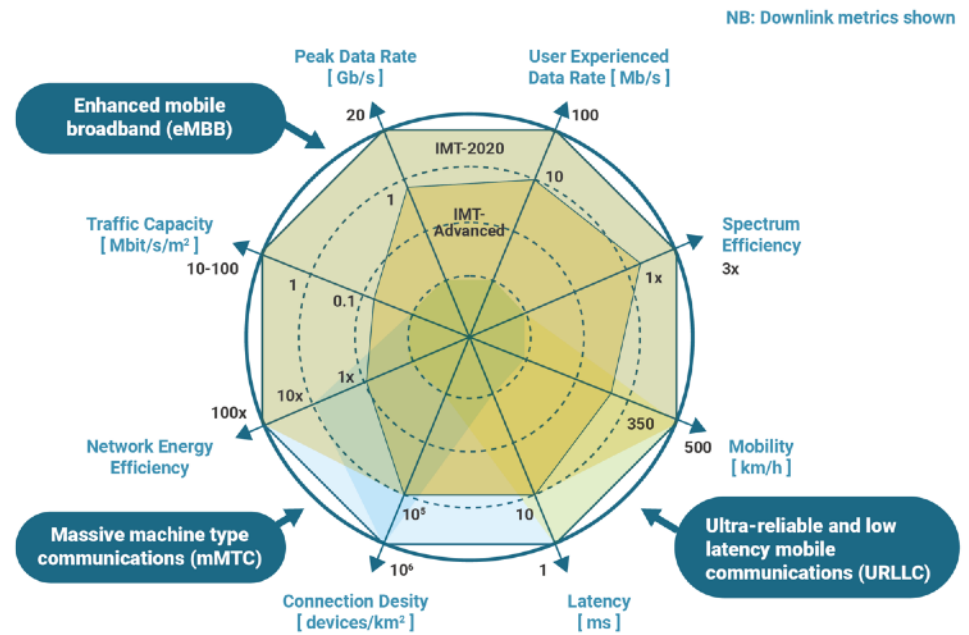 NB: Downlink metrics shown
Peak Data Rate
[ Gb/s ]
User Experienced
Data Rate [ Mb/s ]
Enhanced mobile
broadband (eMBB)
20
100
IMT-2020
1
10
IMT-
Advanced
Traffic Capacity
[ Mbit/s/m² ]
10-100
1
0.1
Spectrum
Efficiency
3x
1x
1x
10x
100x
Network Energy
Efficiency
350
500
Mobility
[ km/h ]
Massive machine type
communications (mMTC)
10⁵
10
10⁶
1
Ultra-reliable and low
latency mobile
communications (URLLC)
Connection Desity
[ devices/km² ]
Latency
[ ms ]